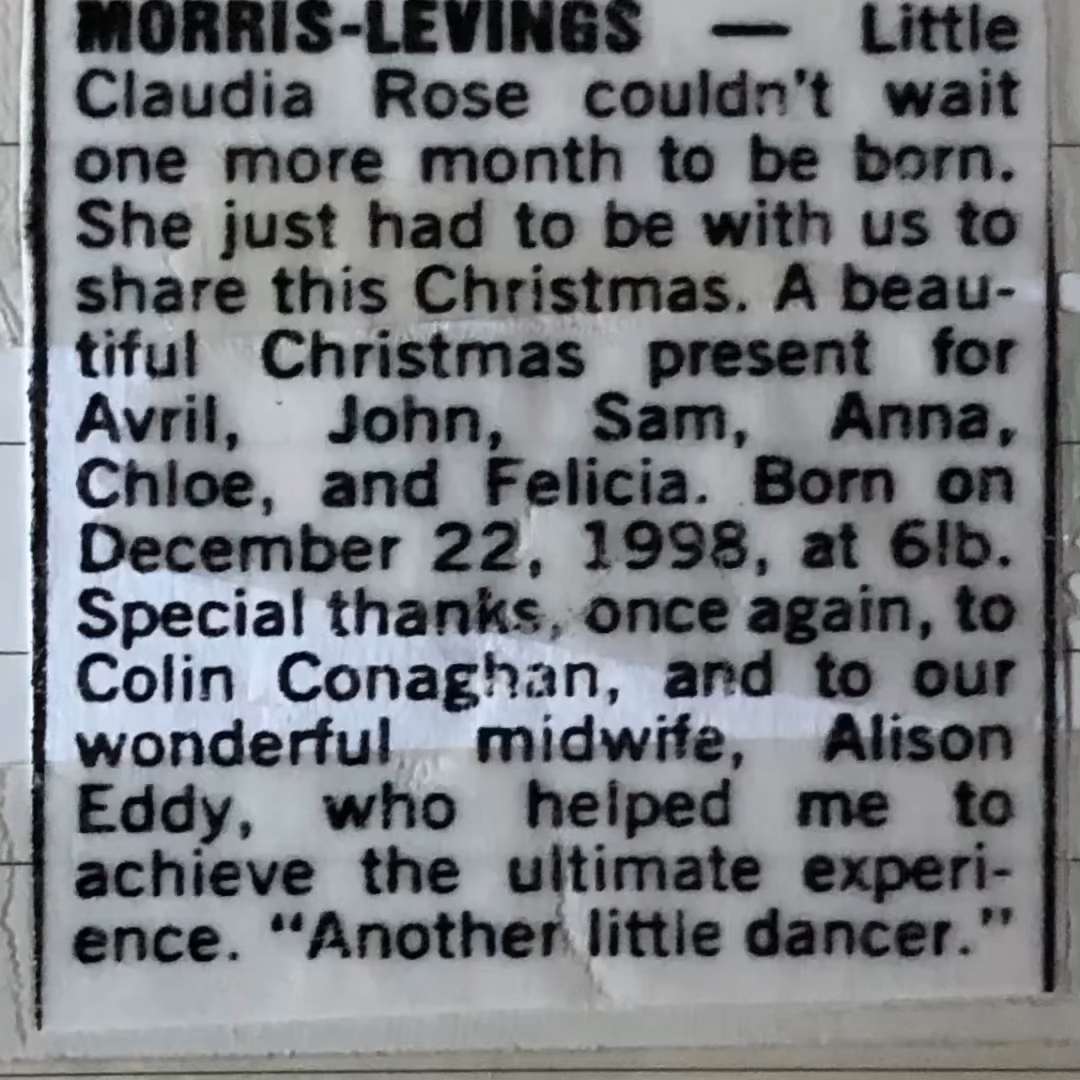 MORRIS-LEVINGS — Little
Claudia Rose couldn't wait
one more month to be born.
She just had to be with us to
share this Christmas. A beau-
tiful Christmas present for
Avril, John, Sam, Anna,
Chloe, and Felicia. Born on
December 22, 1998, at 6lb.
Special thanks, once again, to
Colin Conaghan, and to our
wonderful midwife, Alison
Eddy, who helped me to
achieve the ultimate experi-
ence. "Another little dancer."